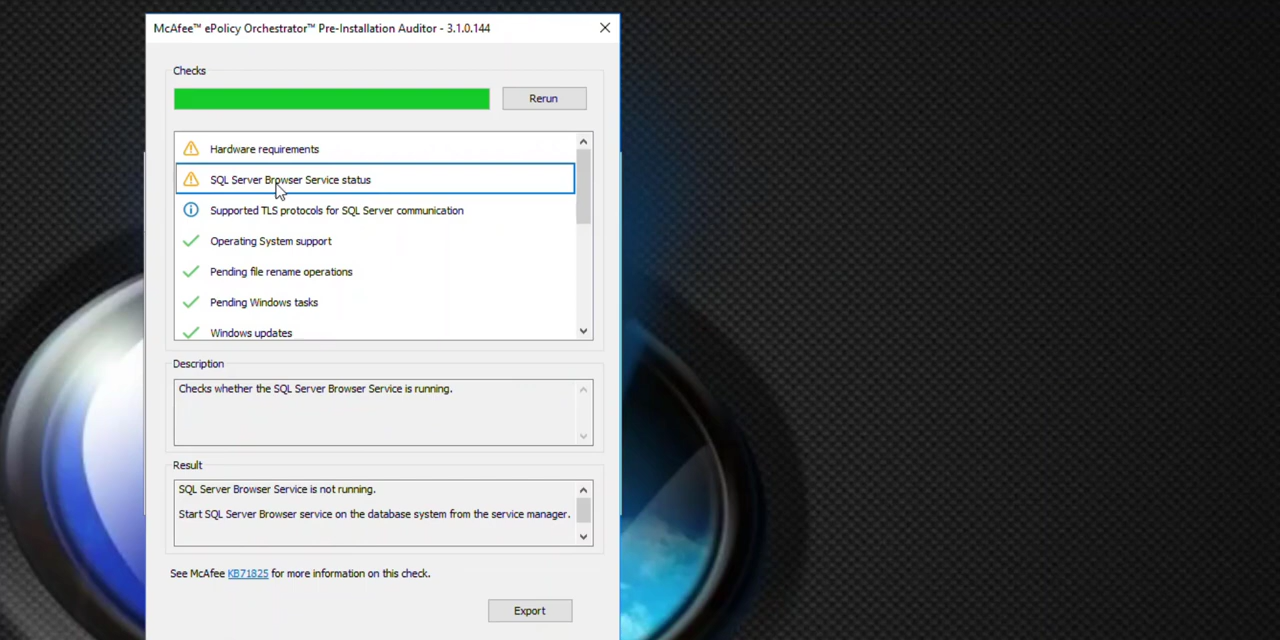 McAfee™ ePolicy Orchestrator™ Pre-Installation Auditor - 3.1.0.144
Checks
Rerun
Hardware requirements
SQL Server Browser Service status
Supported TLS protocols for SQL Server communication
Operating System support
Pending file rename operations
Pending Windows tasks
Windows updates
Description
Checks whether the SQL Server Browser Service is running.
Result
SQL Server Browser Service is not running.
Start SQL Server Browser service on the database system from the service manager.
See McAfee KB71825 for more information on this check.
Export